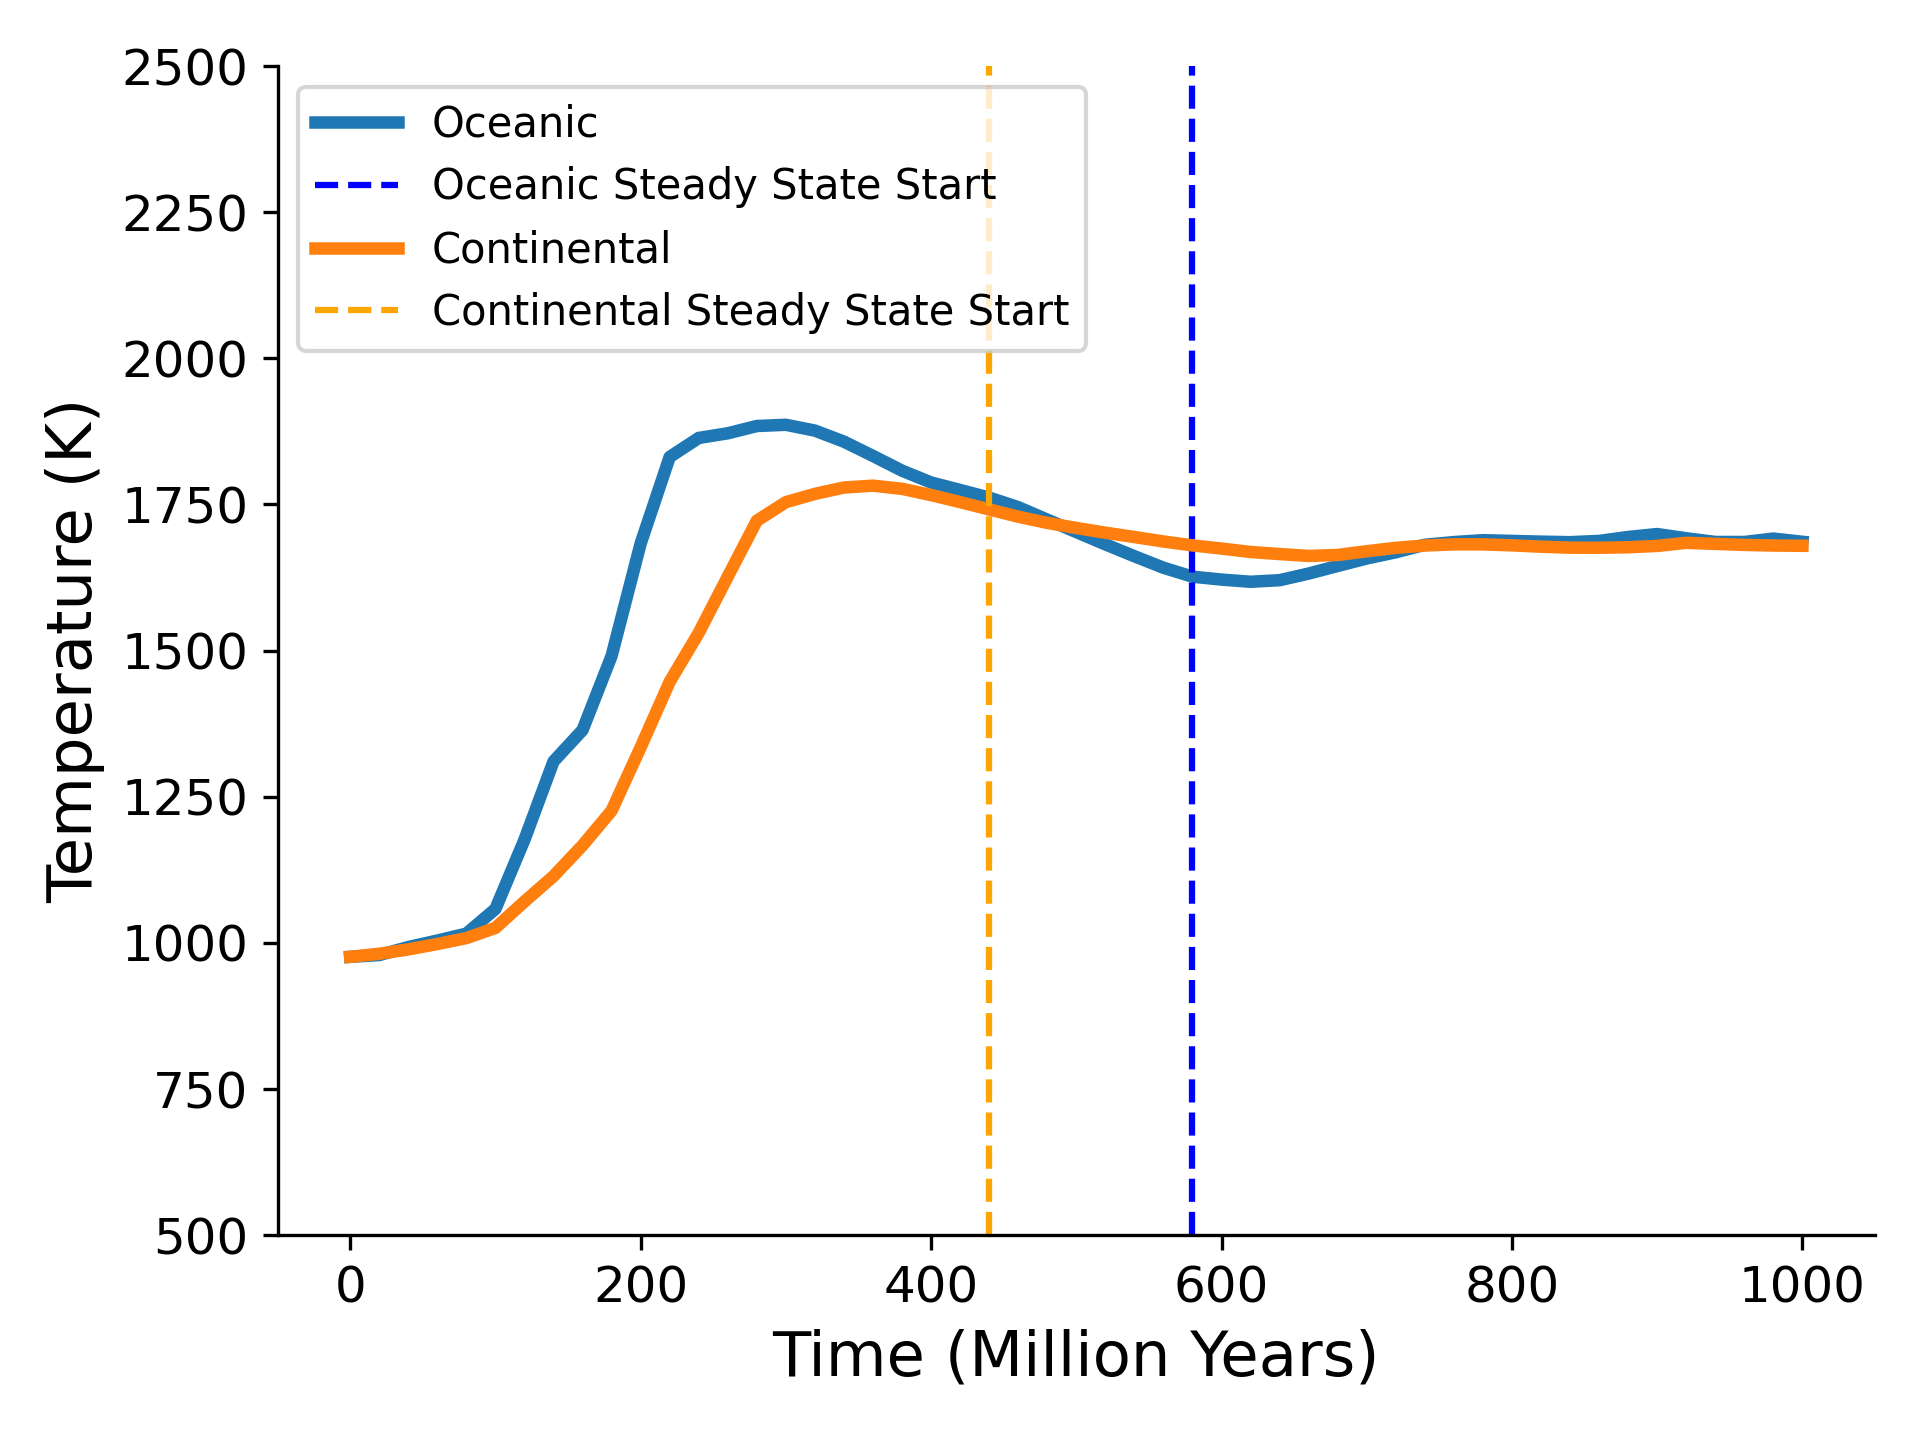 2500
2250
2000
1750
1500
1250
1000
750
500
Temperature (K)
Oceanic
Oceanic Steady State Start
Continental
Continental Steady State Start
0 200 400 600 800 1000
Time (Million Years)